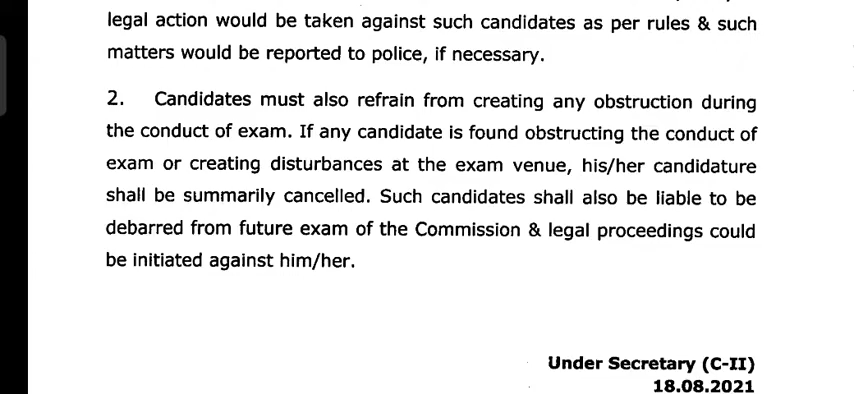 legal action would be taken against such candidates as per rules & such
matters would be reported to police, if necessary.
2. Candidates must also refrain from creating any obstruction during
the conduct of exam. If any candidate is found obstructing the conduct of
exam or creating disturbances at the exam venue, his/her candidature
shall be summarily cancelled. Such candidates shall also be liable to be
debarred from future exam of the Commission & legal proceedings could
be initiated against him/her.
Under Secretary (C-II)
18.08.2021